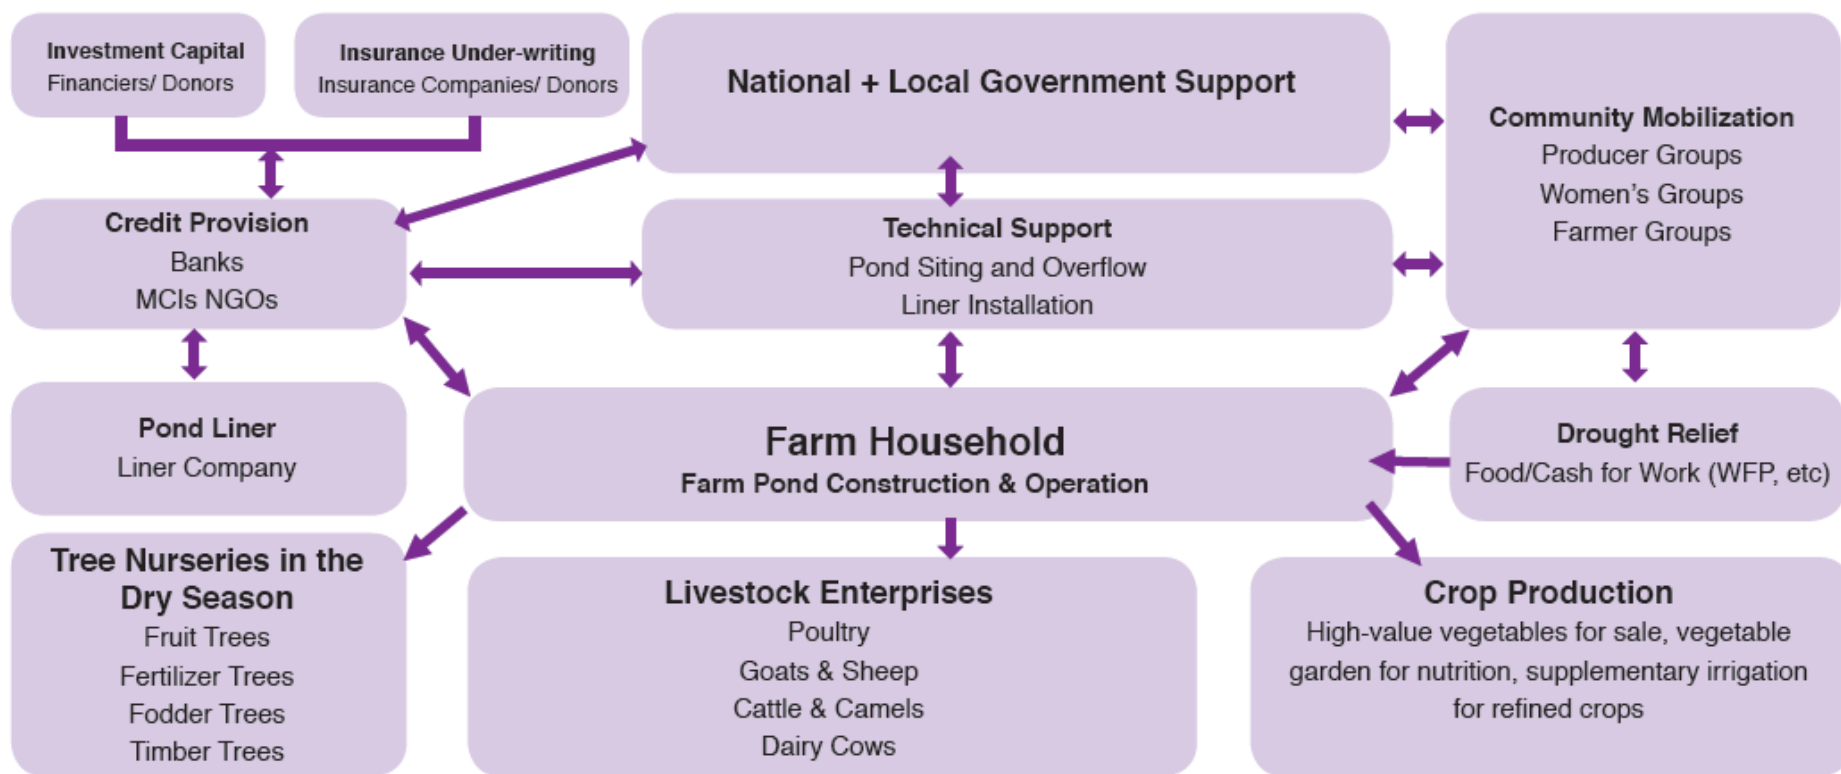 Investment Capital
Financiers/ Donors
Insurance Under-writing
Insurance Companies/ Donors
National + Local Government Support
Community Mobilization
Producer Groups
Women's Groups
Farmer Groups
Credit Provision
Banks
MCIs NGOs
Technical Support
Pond Siting and Overflow
Liner Installation
Pond Liner
Liner Company
Farm Household
Farm Pond Construction & Operation
Drought Relief
Food/Cash for Work (WFP, etc)
Tree Nurseries in the
Dry Season
Fruit Trees
Fertilizer Trees
Fodder Trees
Timber Trees
Livestock Enterprises
Poultry
Goats & Sheep
Cattle & Camels
Dairy Cows
Crop Production
High-value vegetables for sale, vegetable
garden for nutrition, supplementary irrigation
for refined crops